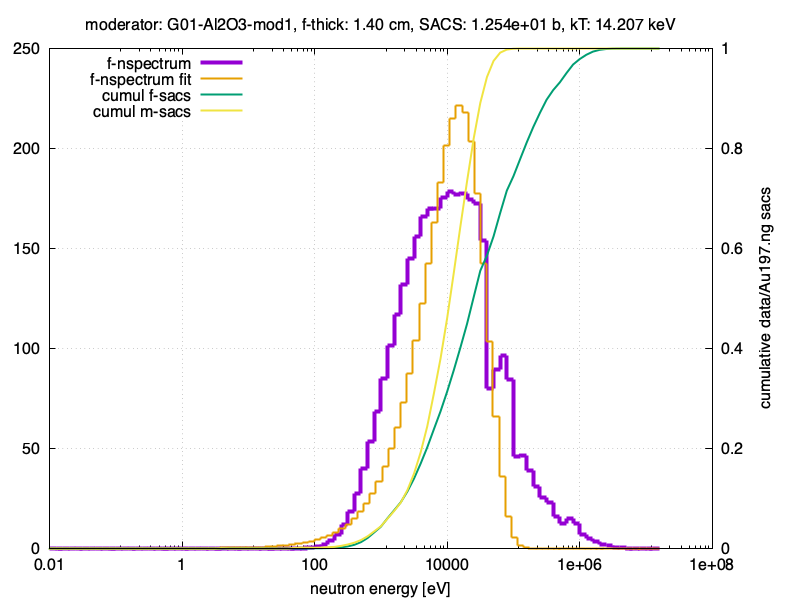 moderator: G01-Al2O3-mod1, f-thick: 1.40 cm, SACS: 1.254e+01 b, kT: 14.207 keV
f-nspectrum
f-nspectrum fit
cumul f-sacs
cumul m-sacs
250
200
150
100
50
0
1
0.8
0.6
0.4
0.2
0
cumulative data/Au197.ng sacs
0.01 1 100 10000 1e+06 1e+08
neutron energy [eV]